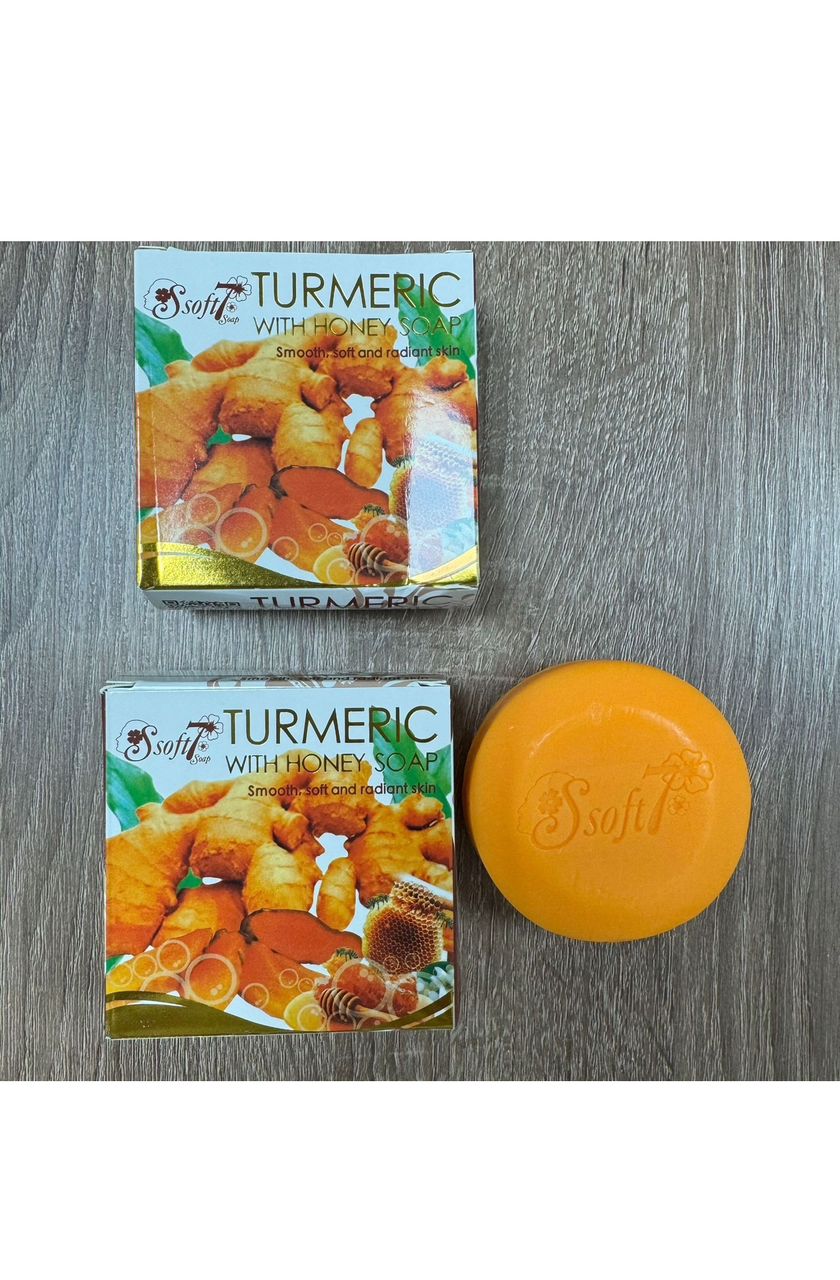 Ssoft7
Soap
TURMERIC
WITH HONEY SOAP
Smooth, soft and radiant skin
TURMERIC
Ssoft7
Soap
TURMERIC
WITH HONEY SOAP
Smooth, soft and radiant skin
Ssoft7